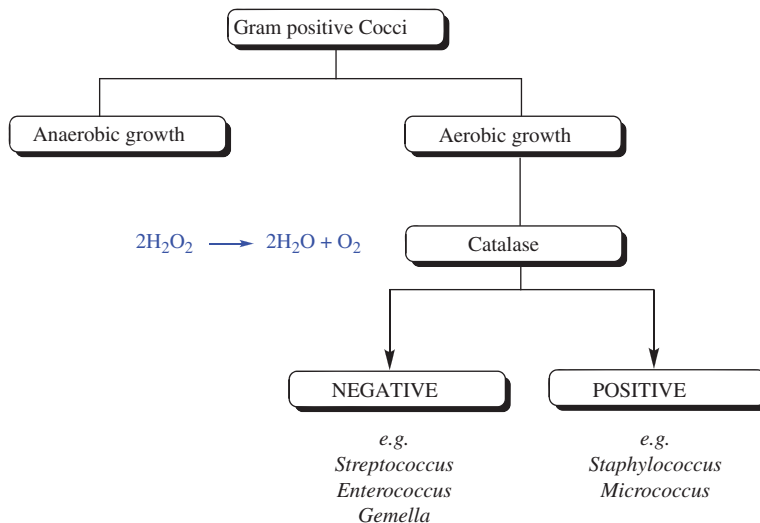 Gram positive Cocci
Anaerobic growth
Aerobic growth
2H₂O₂ → 2H₂O + O₂
Catalase
NEGATIVE
POSITIVE
e.g.
Streptococcus
Enterococcus
Gemella
e.g.
Staphylococcus
Micrococcus